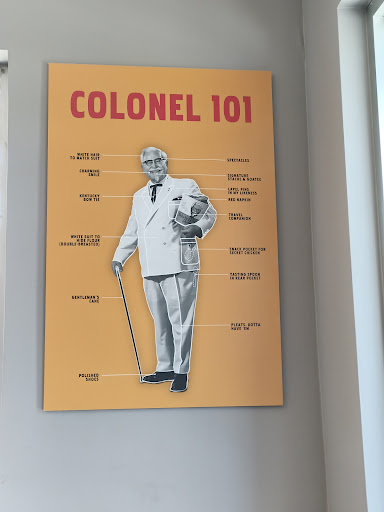 COLONEL 101
WHITE HAIR
TO MATCH SUIT
CHARMING
SMILE
KENTUCKY
BOW TIE
WHITE SUIT TO
HIDE FLOUR
(DOUBLE BREASTED)
GENTLEMAN'S
CANE
POLISHED
SHOES
SPECTACLES
SIGNATURE
STACHE & GOATEE
LAPEL PINS
IN MY LIKENESS
RED NAPKIN
TRAVEL
COMPANION
SNACK POCKET FOR
SECRET CHICKEN
TASTING SPOON
IN REAR POCKET
PLEATS. GOTTA
HAVE 'EM